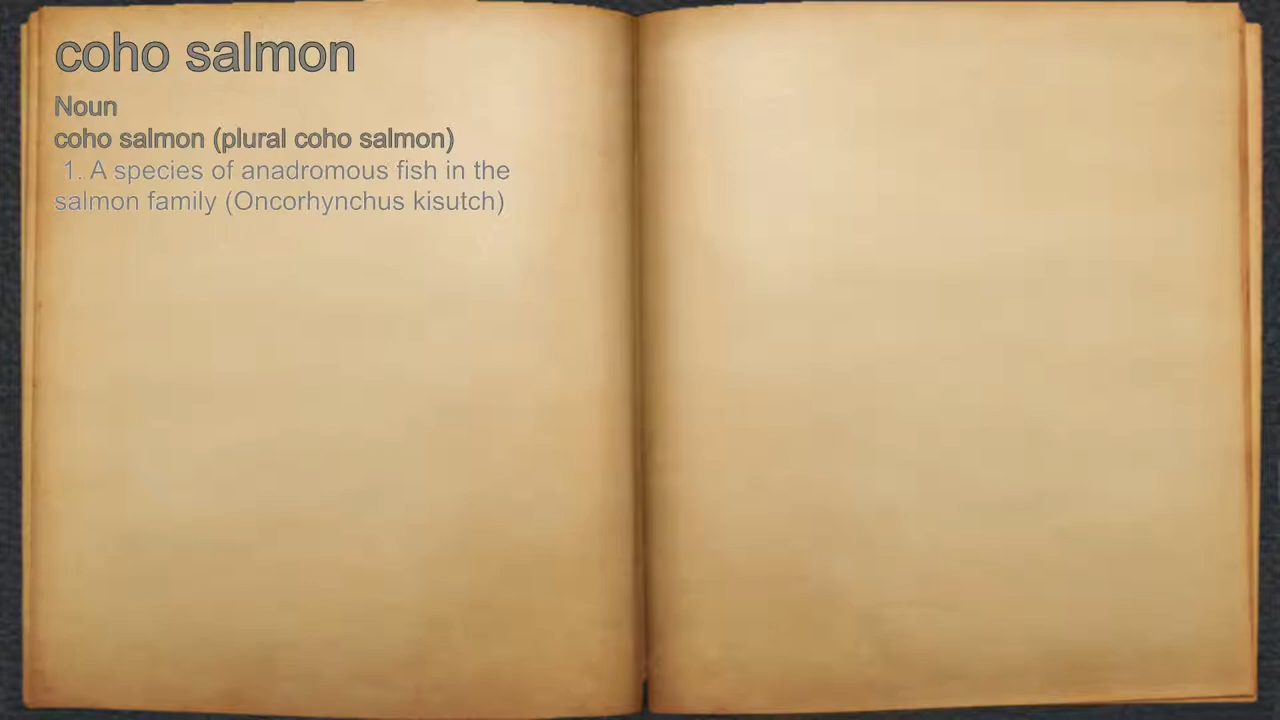 coho salmon
Noun
coho salmon (plural coho salmon)
1. A species of anadromous fish in the
salmon family (Oncorhynchus kisutch)